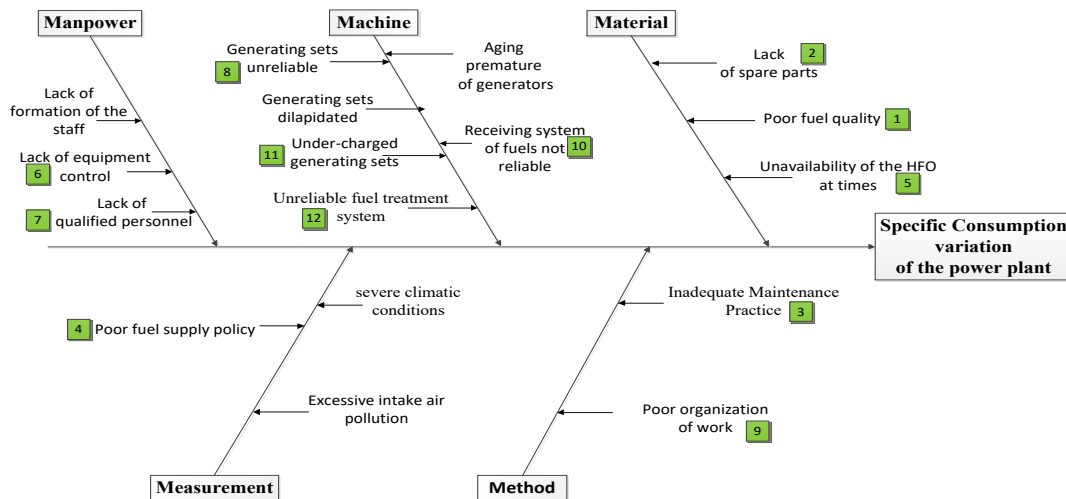 Manpower
Machine
Material
Generating sets
8
unreliable
Aging
premature
of generators
Lack
2
of spare parts
Lack of
formation of the
staff
Generating sets
dilapidated
Poor fuel quality
1
Receiving system
of fuels not
10
reliable
11
Under-charged
generating sets
Lack of equipment
6
control
Unavailability of the HFO
at times
5
7
Lack of
qualified personnel
Unreliable fuel treatment
12
system
Specific Consumption
variation
of the power plant
severe climatic
conditions
Inadequate Maintenance
Practice
3
4
Poor fuel supply policy
Excessive intake air
pollution
Poor organization
of work
9
Measurement
Method